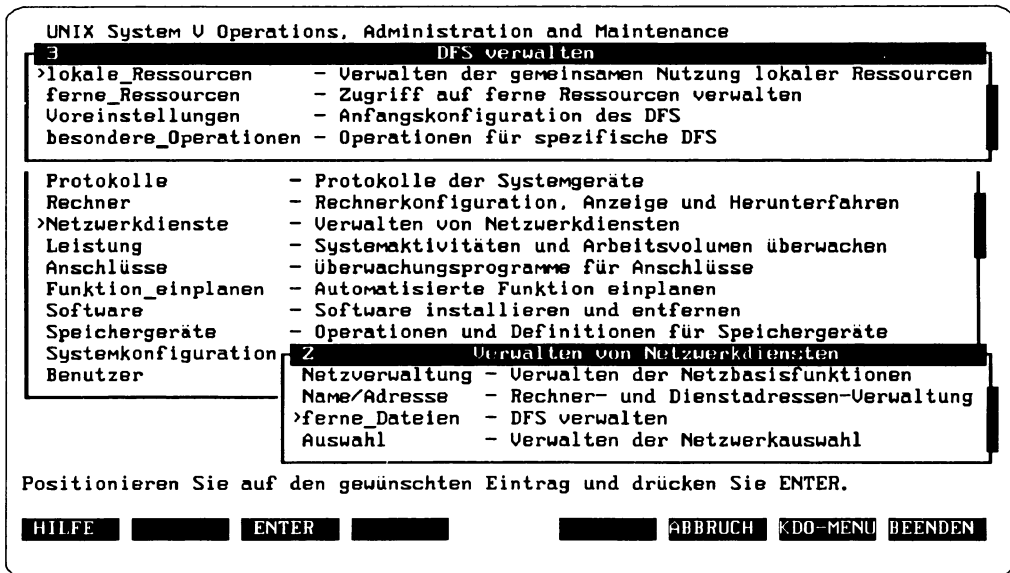 UNIX System V Operations, Administration and Maintenance
3 DFS verwalten
>lokale_Ressourcen - Verwalten der gemeinsamen Nutzung lokaler Ressourcen
ferne_Ressourcen - Zugriff auf ferne Ressourcen verwalten
Voreinstellungen - Anfangskonfiguration des DFS
besondere_Operationen - Operationen für spezifische DFS
Protokolle - Protokolle der Systemgeräte
Rechner - Rechnerkonfiguration, Anzeige und Herunterfahren
>Netzwerkdienste - Verwalten von Netzwerkdiensten
Leistung - Systemaktivitäten und Arbeitsvolumen überwachen
Anschlüsse - Überwachungsprogramme für Anschlüsse
Funktion_einplanen - Automatisierte Funktion einplanen
Software - Software installieren und entfernen
Speichergeräte - Operationen und Definitionen für Speichergeräte
Systemkonfiguration
Benutzer
2 Verwalten von Netzwerkdiensten
Netzverwaltung - Verwalten der Netzbasisfunktionen
Name/Adresse - Rechner- und Dienstadressen-Verwaltung
>ferne_Dateien - DFS verwalten
Auswahl - Verwalten der Netzwerkauswahl
Positionieren Sie auf den gewünschten Eintrag und drücken Sie ENTER.
HILFE ENTER ABBRUCH KDO-MENU BEENDEN